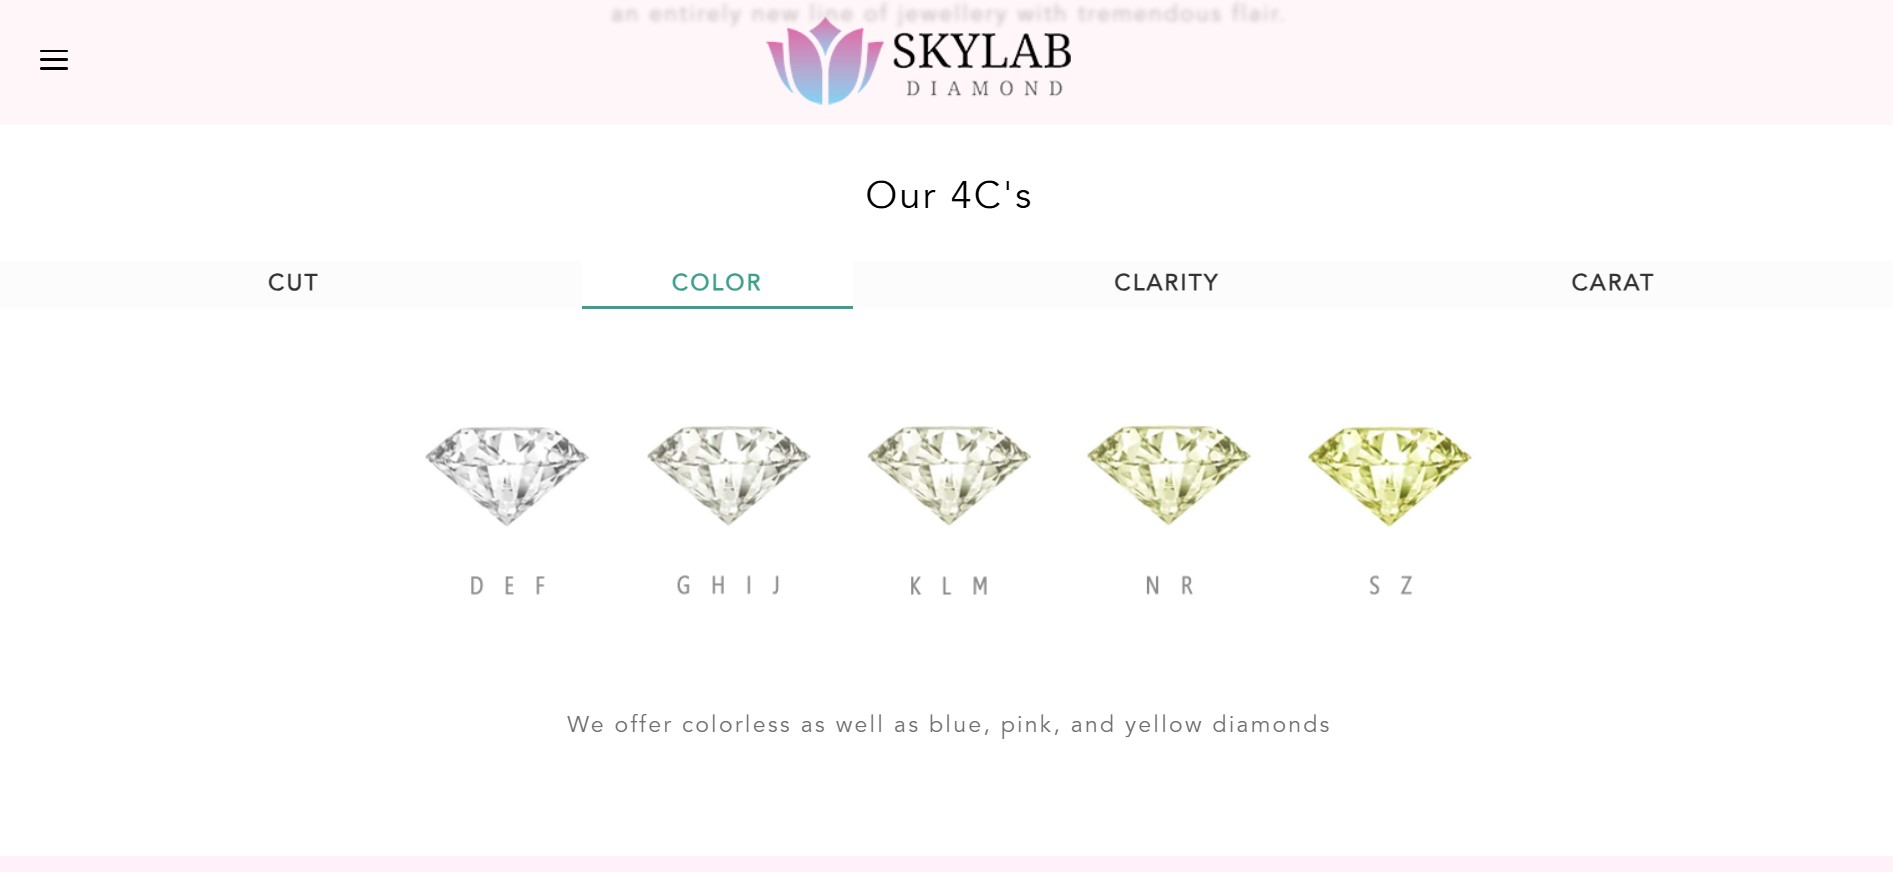 an entirely new line of jewellery with tremendous flair.
SKYLAB
DIAMOND
Our 4C's
CUT COLOR CLARITY CARAT
D E F G H I J K L M N R S Z
We offer colorless as well as blue, pink, and yellow diamonds